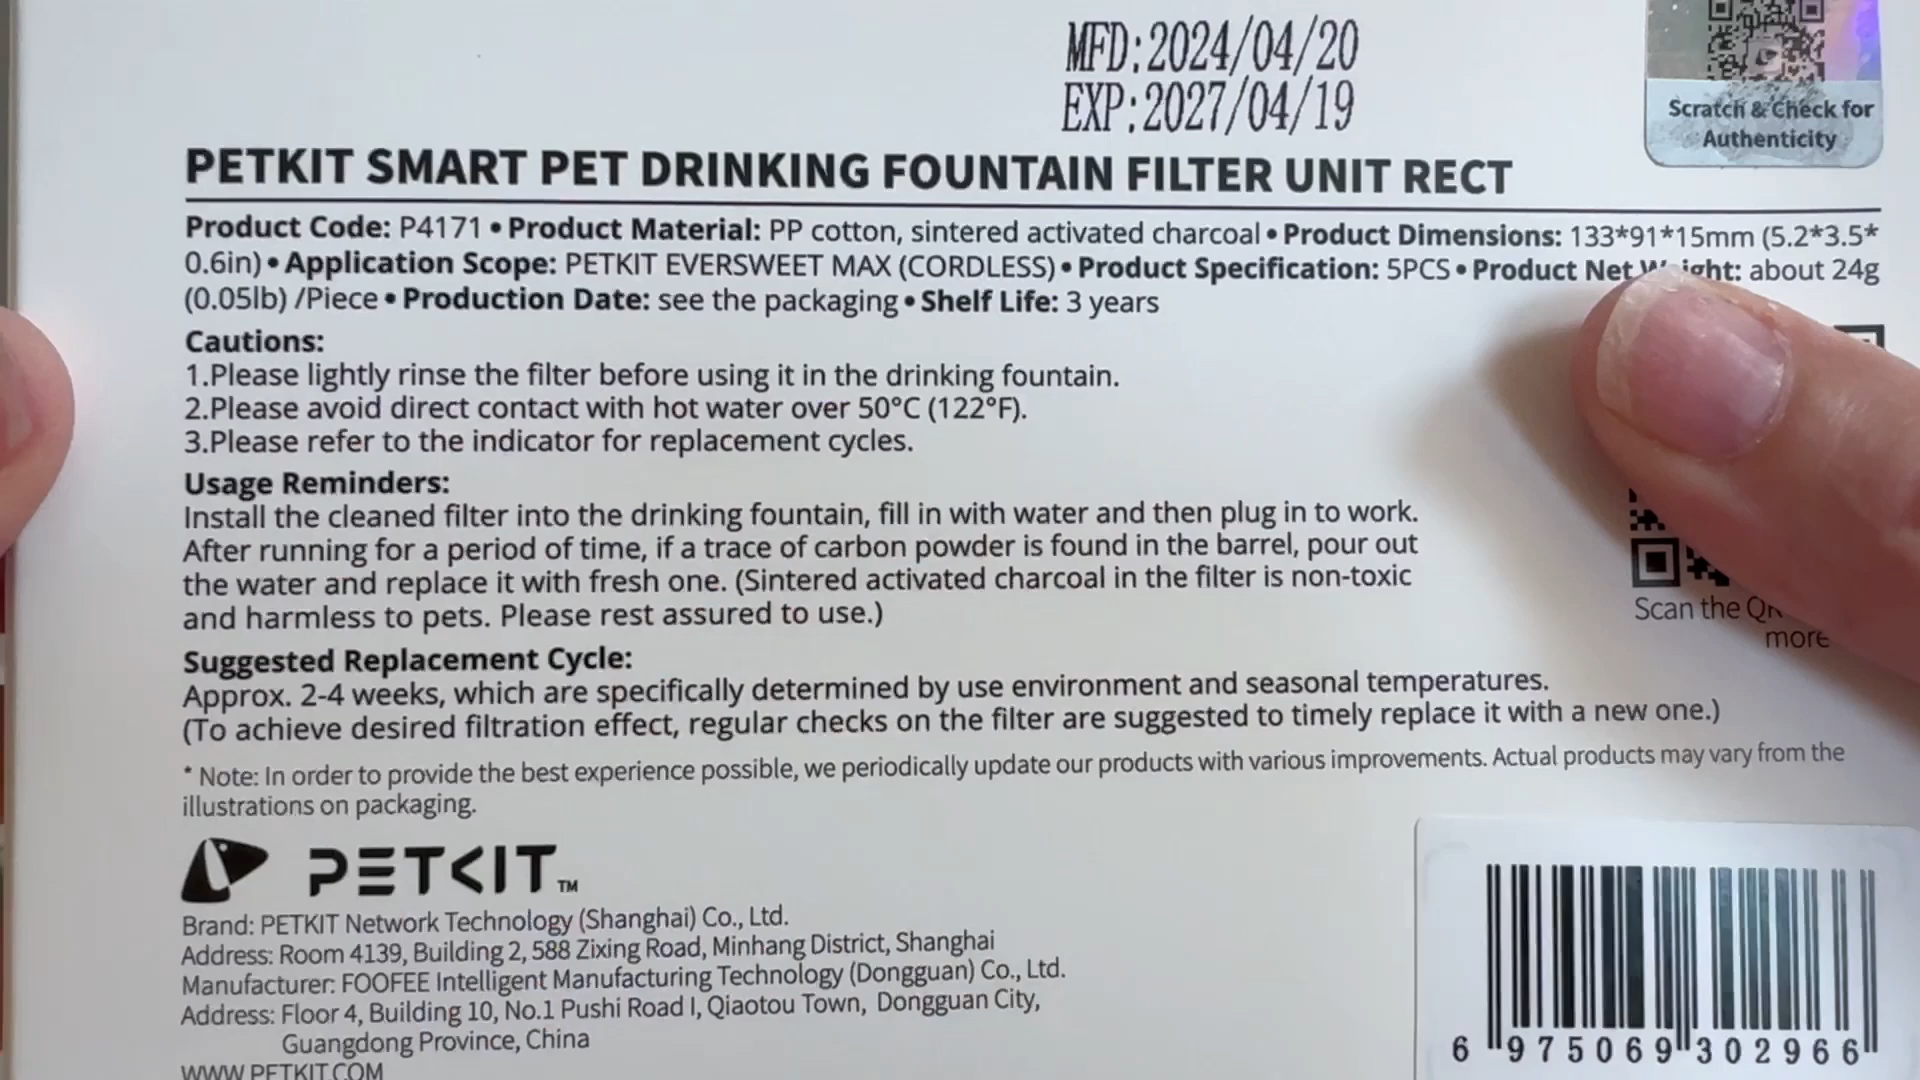 MFD:2024/04/20
EXP:2027/04/19
Scratch & Check for
Authenticity
PETKIT SMART PET DRINKING FOUNTAIN FILTER UNIT RECT
Product Code: P4171 • Product Material: PP cotton, sintered activated charcoal • Product Dimensions: 133*91*15mm (5.2*3.5*
0.6in) • Application Scope: PETKIT EVERSWEET MAX (CORDLESS) • Product Specification: 5PCS • Product Net Weight: about 24g
(0.05lb) /Piece • Production Date: see the packaging • Shelf Life: 3 years
Cautions:
1.Please lightly rinse the filter before using it in the drinking fountain.
2.Please avoid direct contact with hot water over 50°C (122°F).
3.Please refer to the indicator for replacement cycles.
Usage Reminders:
Install the cleaned filter into the drinking fountain, fill in with water and then plug in to work.
After running for a period of time, if a trace of carbon powder is found in the barrel, pour out
the water and replace it with fresh one. (Sintered activated charcoal in the filter is non-toxic
and harmless to pets. Please rest assured to use.)
Scan the QR
more
Suggested Replacement Cycle:
Approx. 2-4 weeks, which are specifically determined by use environment and seasonal temperatures.
(To achieve desired filtration effect, regular checks on the filter are suggested to timely replace it with a new one.)
* Note: In order to provide the best experience possible, we periodically update our products with various improvements. Actual products may vary from the
illustrations on packaging.
PETKIT™
Brand: PETKIT Network Technology (Shanghai) Co., Ltd.
Address: Room 4139, Building 2, 588 Zixing Road, Minhang District, Shanghai
Manufacturer: FOOFEE Intelligent Manufacturing Technology (Dongguan) Co., Ltd.
Address: Floor 4, Building 10, No.1 Pushi Road I, Qiaotou Town, Dongguan City,
Guangdong Province, China
WWW.PETKIT.COM
6 975069 302966